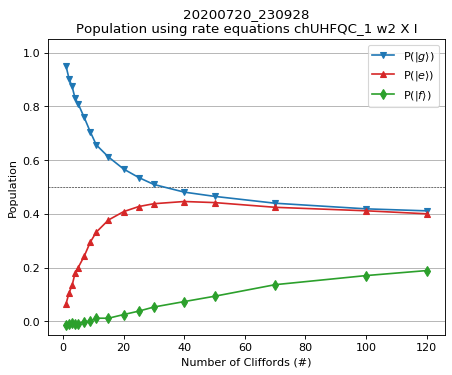 20200720_230928
Population using rate equations chUHFQC_1 w2 X I
P(|g⟩)
P(|e⟩)
P(|f⟩)
Population
1.0
0.8
0.6
0.4
0.2
0.0
0 20 40 60 80 100 120
Number of Cliffords (#)